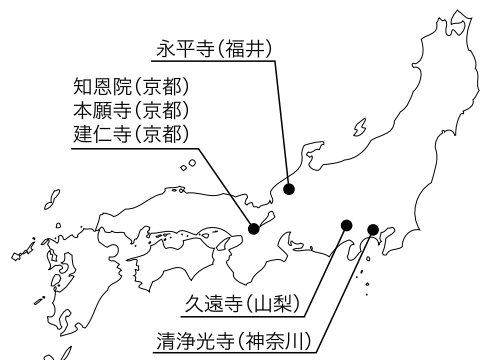 永平寺（福井）
知恩院（京都）
本願寺（京都）
建仁寺（京都）
久遠寺（山梨）
清浄光寺（神奈川）